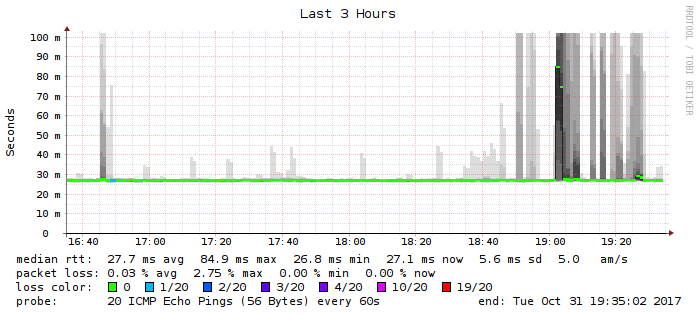 Last 3 Hours
RRDTOOL / TOBI OETIKER
Seconds
100 m
90 m
80 m
70 m
60 m
50 m
40 m
30 m
20 m
10 m
0
16:40 17:00 17:20 17:40 18:00 18:20 18:40 19:00 19:20
median rtt: 27.7 ms avg 84.9 ms max 26.8 ms min 27.1 ms now 5.6 ms sd 5.0 am/s
packet loss: 0.03 % avg 2.75 % max 0.00 % min 0.00 % now
loss color: 0 1/20 2/20 3/20 4/20 10/20 19/20
probe: 20 ICMP Echo Pings (56 Bytes) every 60s end: Tue Oct 31 19:35:02 2017